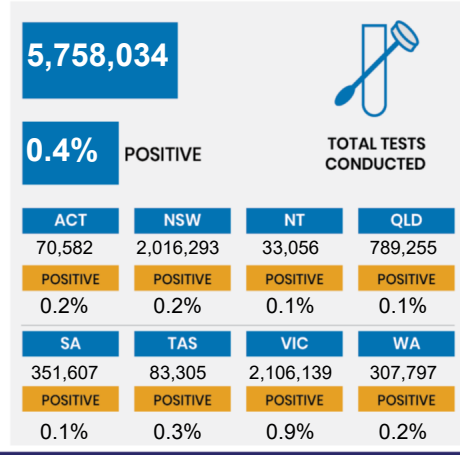 5,758,034
0.4% POSITIVE
TOTAL TESTS
CONDUCTED
ACT NSW NT QLD
70,582 2,016,293 33,056 789,255
POSITIVE POSITIVE POSITIVE POSITIVE
0.2% 0.2% 0.1% 0.1%
SA TAS VIC WA
351,607 83,305 2,106,139 307,797
POSITIVE POSITIVE POSITIVE POSITIVE
0.1% 0.3% 0.9% 0.2%